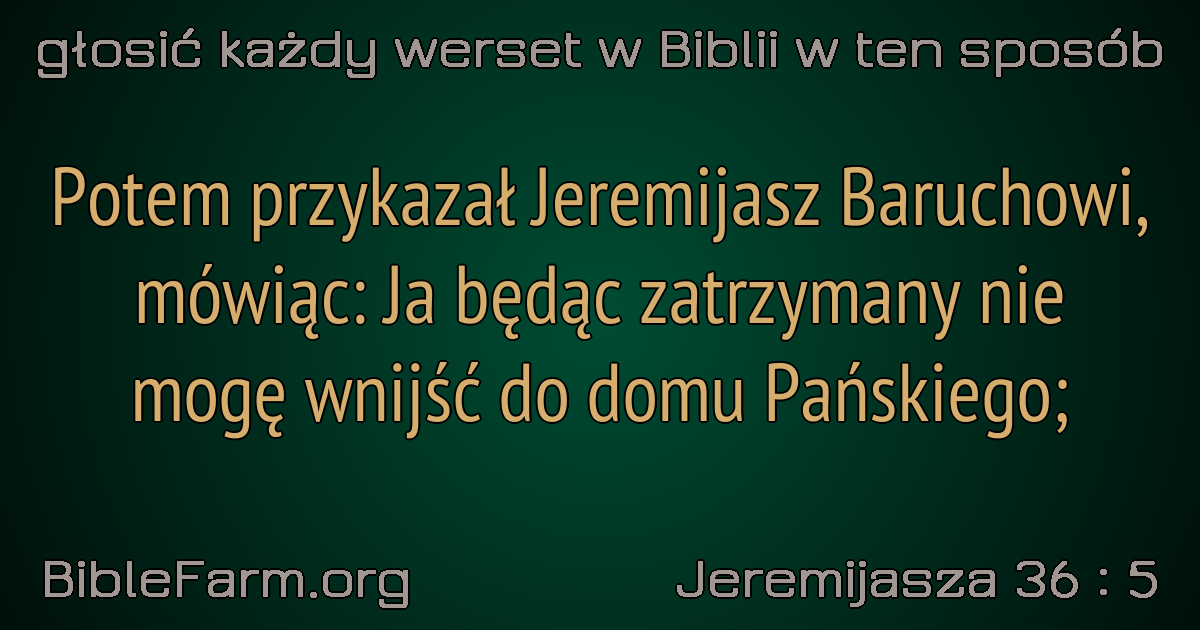 głosić każdy werset w Biblii w ten sposób
Potem przykazał Jeremijasz Baruchowi,
mówiąc: Ja będąc zatrzymany nie
mogę wnijść do domu Pańskiego;
BibleFarm.org
Jeremijasza 36 : 5